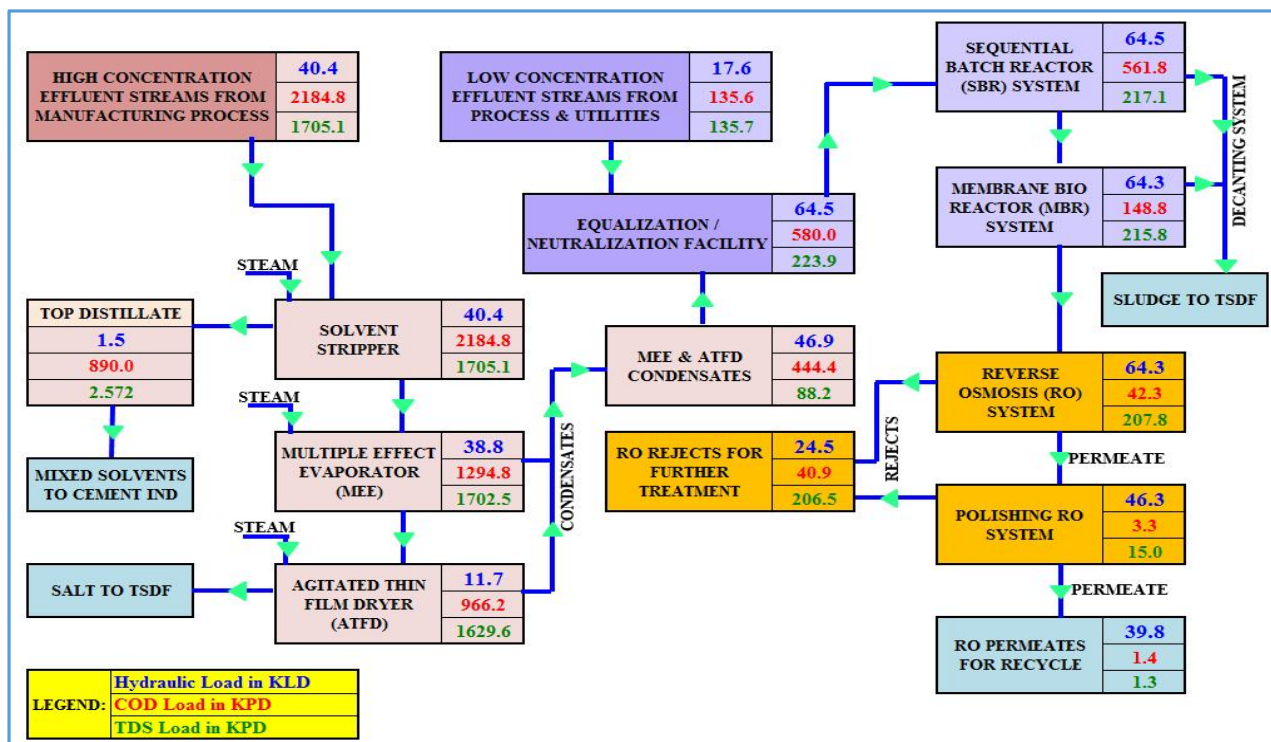 HIGH CONCENTRATION
EFFLUENT STREAMS FROM
MANUFACTURING PROCESS
40.4
2184.8
1705.1
LOW CONCENTRATION
EFFLUENT STREAMS FROM
PROCESS & UTILITIES
17.6
135.6
135.7
SEQUENTIAL
BATCH REACTOR
(SBR) SYSTEM
64.5
561.8
217.1
DECANTING SYSTEM
EQUALIZATION /
NEUTRALIZATION FACILITY
64.5
580.0
223.9
MEMBRANE BIO
REACTOR (MBR)
SYSTEM
64.3
148.8
215.8
SLUDGE TO TSDF
STEAM
TOP DISTILLATE
1.5
890.0
2.572
SOLVENT
STRIPPER
40.4
2184.8
1705.1
MEE & ATFD
CONDENSATES
46.9
444.4
88.2
REVERSE
OSMOSIS (RO)
SYSTEM
64.3
42.3
207.8
STEAM
MIXED SOLVENTS
TO CEMENT IND
MULTIPLE EFFECT
EVAPORATOR
(MEE)
38.8
1294.8
1702.5
CONDENSATES
RO REJECTS FOR
FURTHER
TREATMENT
24.5
40.9
206.5
REJECTS
PERMEATE
POLISHING RO
SYSTEM
46.3
3.3
15.0
STEAM
SALT TO TSDF
AGITATED THIN
FILM DRYER
(ATFD)
11.7
966.2
1629.6
PERMEATE
RO PERMEATES
FOR RECYCLE
39.8
1.4
1.3
LEGEND:
Hydraulic Load in KLD
COD Load in KPD
TDS Load in KPD